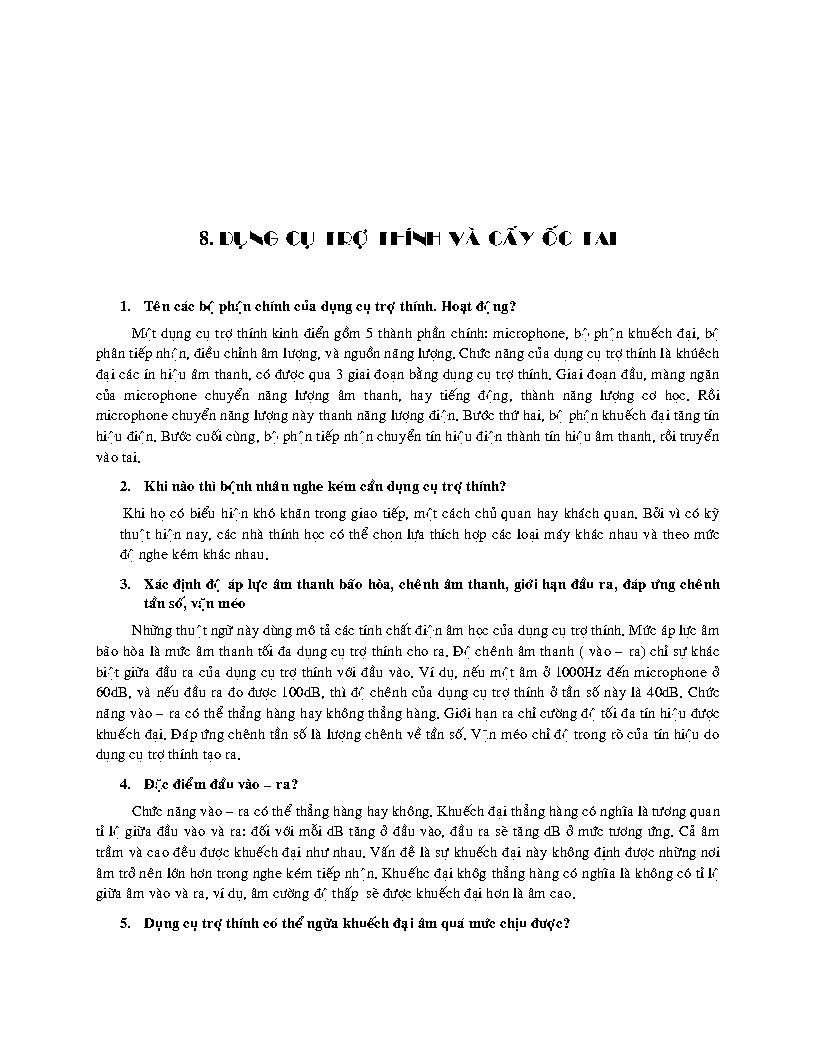 8. DỤNG CỤ TRỢ THÍNH VÀ CẤY ỐC TAI
1. Tên các bộ phận chính của dụng cụ trợ thính. Hoạt động?
Một dụng cụ trợ thính kinh điển gồm 5 thành phần chính: microphone, bộ phận khuếch đại, bộ
phân tiếp nhận, điều chỉnh âm lượng, và nguồn năng lượng. Chức năng của dụng cụ trợ thính là khúêch
đại các ín hiệu âm thanh, có được qua 3 giai đoạn bằng dụng cụ trợ thính. Giai đoạn đầu, màng ngăn
của microphone chuyển năng lượng âm thanh, hay tiếng động, thành năng lượng cơ học. Rồi
microphone chuyển năng lượng này thanh năng lượng điện. Bước thứ hai, bộ phận khuếch đại tăng tín
hiệu điện. Bước cuối cùng, bộ phận tiếp nhận chuyển tín hiệu điện thành tín hiệu âm thanh, rồi truyền
vào tai.
2. Khi nào thì bệnh nhân nghe kém cần dụng cụ trợ thính?
Khi họ có biểu hiện khó khăn trong giao tiếp, một cách chủ quan hay khách quan. Bởi vì có kỹ
thuật hiện nay, các nhà thính học có thể chọn lựa thích hợp các loại máy khác nhau và theo mức
độ nghe kém khác nhau.
3. Xác định độ áp lực âm thanh bão hòa, chênh âm thanh, giới hạn đầu ra, đáp ứng chênh
tần số, vặn méo
Những thuật ngữ này dùng mô tả các tính chất điện âm học của dụng cụ trợ thính. Mức áp lực âm
bão hòa là mức âm thanh tối đa dụng cụ trợ thính cho ra. Độ chênh âm thanh ( vào – ra) chỉ sự khác
biệt giữa đầu ra của dụng cụ trợ thính với đầu vào. Ví dụ, nếu một âm ở 1000Hz đến microphone ở
60dB, và nếu đầu ra đo được 100dB, thì độ chênh của dụng cụ trợ thính ở tần số này là 40dB. Chức
năng vào – ra có thể thẳng hàng hay không thẳng hàng. Giới hạn ra chỉ cường độ tối đa tín hiệu được
khuếch đại. Đáp ứng chênh tần số là lượng chênh về tần số. Vặn méo chỉ độ trong rõ của tín hiệu do
dụng cụ trợ thính tạo ra.
4. Đặc điểm đầu vào – ra?
Chức năng vào – ra có thể thẳng hàng hay không. Khuếch đại thẳng hàng có nghĩa là tương quan
tỉ lệ giữa đầu vào và ra: đối với mỗi dB tăng ở đầu vào, đầu ra sẽ tăng dB ở mức tương ứng. Cả âm
trầm và cao đều được khuếch đại như nhau. Vấn đề là sự khuếch đại này không định được những nơi
âm trở nên lớn hơn trong nghe kém tiếp nhận. Khuếhc đại khôg thẳng hàng có nghĩa là không có tỉ lệ
giữa âm vào và ra, ví dụ, âm cường độ thấp sẽ được khuếch đại hơn là âm cao.
5. Dụng cụ trợ thính có thể ngừa khuếch đại âm quá mức chịu được?